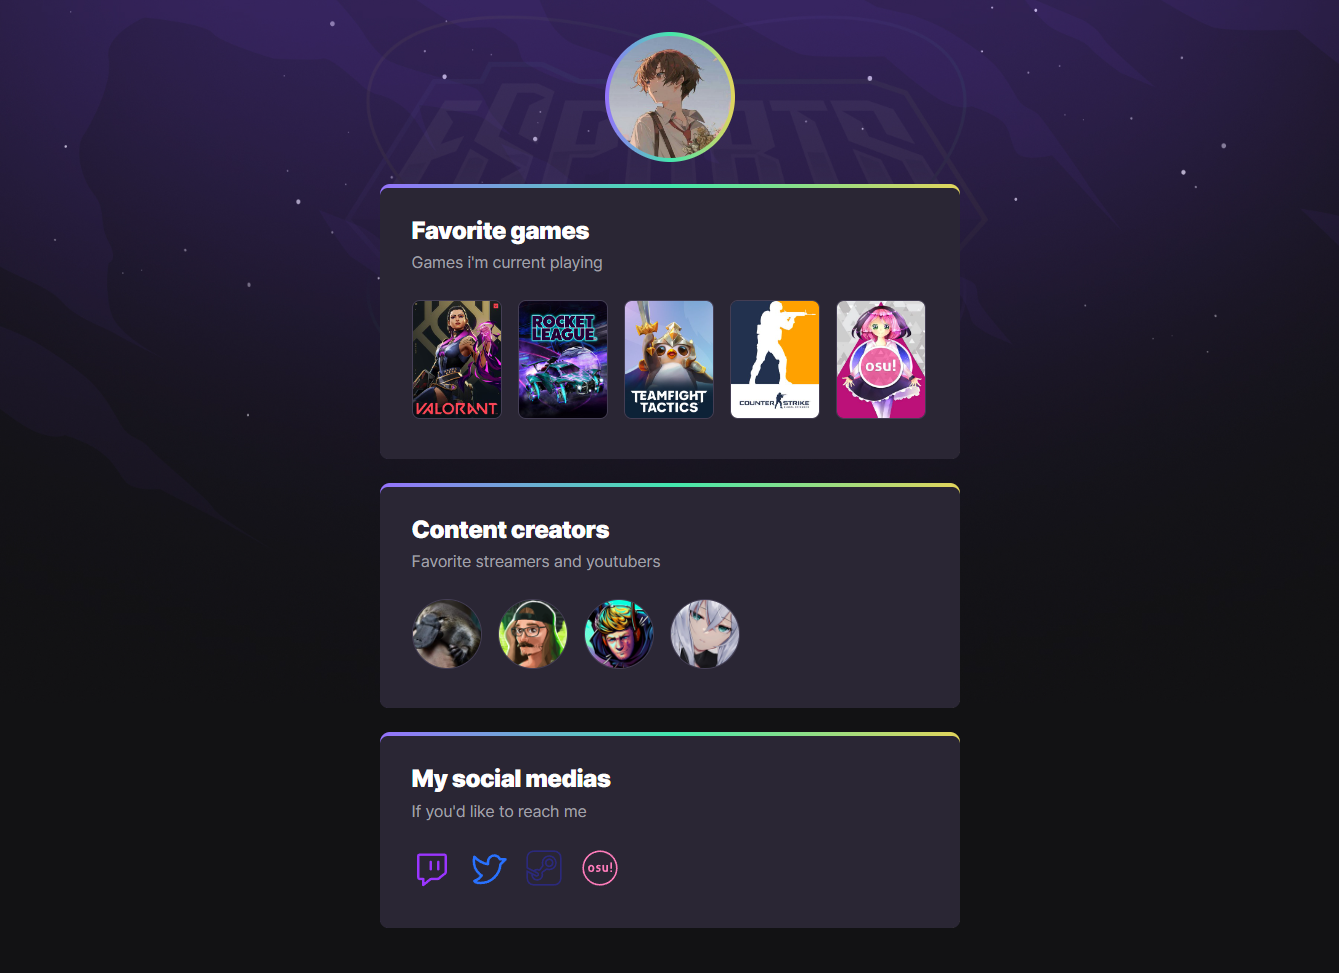 ESPORTS
Favorite games
Games i'm current playing
VALORANT
ROCKET
LEAGUE
TEAMFIGHT
TACTICS
COUNTER STRIKE
osu!
Content creators
Favorite streamers and youtubers
My social medias
If you'd like to reach me
osu!